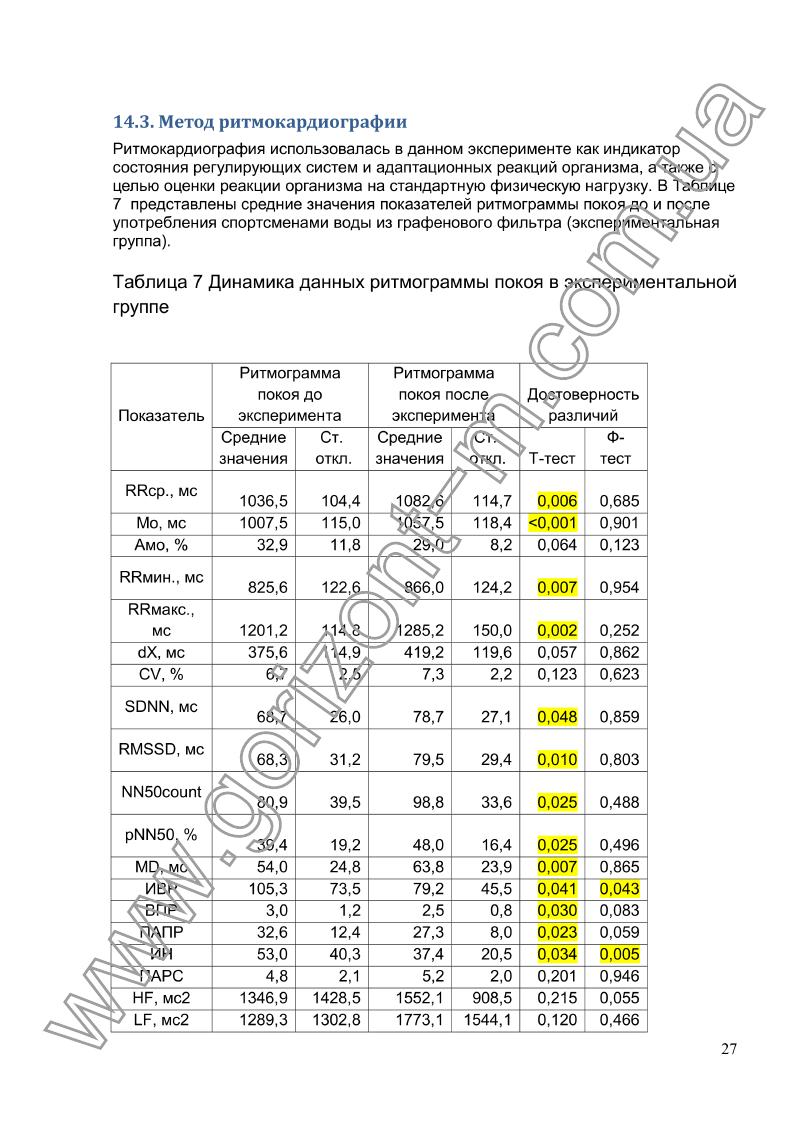 14.3. Метод ритмокардиографии
Ритмокардиография использовалась в данном эксперименте как индикатор
состояния регулирующих систем и адаптационных реакций организма, а также с
целью оценки реакции организма на стандартную физическую нагрузку. В Таблице
7 представлены средние значения показателей ритмограммы покоя до и после
употребления спортсменами воды из графенового фильтра (экспериментальная
группа).
Таблица 7 Динамика данных ритмограммы покоя в экспериментальной
группе
Показатель
Ритмограмма
покоя до
эксперимента
Ритмограмма
покоя после
эксперимента
Достоверность
различий
Средние
значения
Ст.
откл.
Средние
значения
Ст.
откл.
Т-тест
Ф-
тест
RRср., мс 1036,5 104,4 1082,6 114,7 0,006 0,685
Мо, мс 1007,5 115,0 1057,5 118,4 <0,001 0,901
Амо, % 32,9 11,8 29,0 8,2 0,064 0,123
RRмин., мс 825,6 122,6 866,0 124,2 0,007 0,954
RRмакс.,
мс 1201,2 114,8 1285,2 150,0 0,002 0,252
dX, мс 375,6 114,9 419,2 119,6 0,057 0,862
CV, % 6,7 2,5 7,3 2,2 0,123 0,623
SDNN, мс 68,7 26,0 78,7 27,1 0,048 0,859
RMSSD, мс 68,3 31,2 79,5 29,4 0,010 0,803
NN50count 80,9 39,5 98,8 33,6 0,025 0,488
pNN50, % 39,4 19,2 48,0 16,4 0,025 0,496
MD, мс 54,0 24,8 63,8 23,9 0,007 0,865
ИВР 105,3 73,5 79,2 45,5 0,041 0,043
ВПР 3,0 1,2 2,5 0,8 0,030 0,083
ПАПР 32,6 12,4 27,3 8,0 0,023 0,059
ИН 53,0 40,3 37,4 20,5 0,034 0,005
ПАРС 4,8 2,1 5,2 2,0 0,201 0,946
HF, мс2 1346,9 1428,5 1552,1 908,5 0,215 0,055
LF, мс2 1289,3 1302,8 1773,1 1544,1 0,120 0,466
27
www.gorizont-m.com.ua